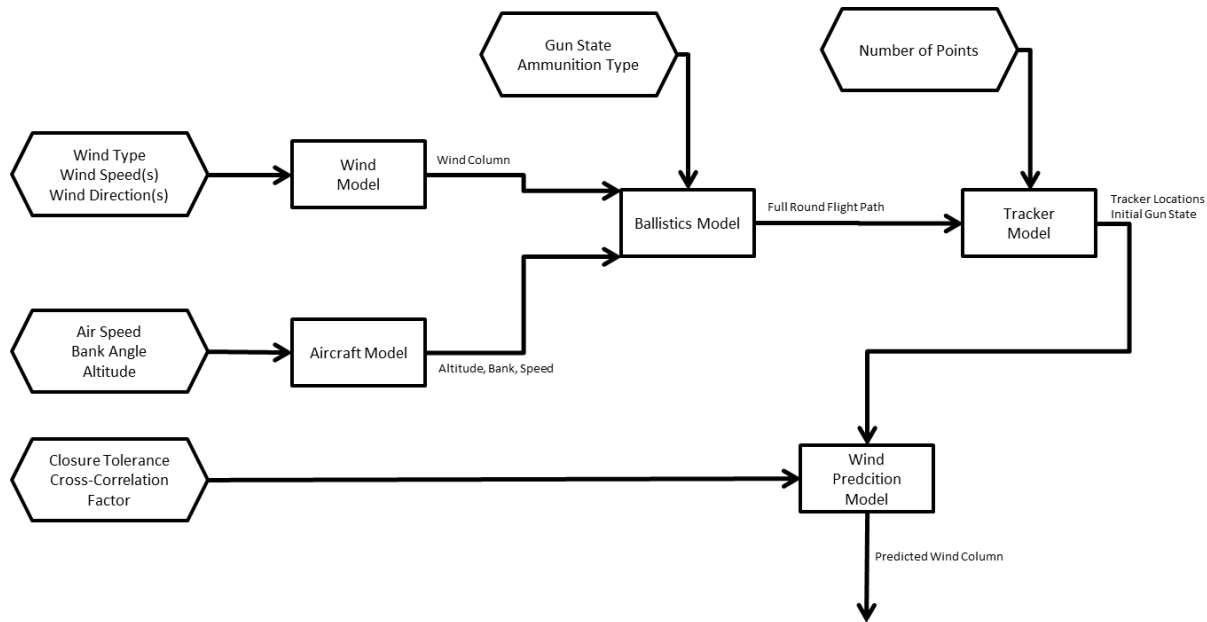 Gun State
Ammunition Type
Number of Points
Wind Type
Wind Speed(s)
Wind Direction(s)
Wind
Model
Wind Column
Ballistics Model
Full Round Flight Path
Tracker
Model
Tracker Locations
Initial Gun State
Air Speed
Bank Angle
Altitude
Aircraft Model
Altitude, Bank, Speed
Closure Tolerance
Cross-Correlation
Factor
Wind
Predcition
Model
Predicted Wind Column